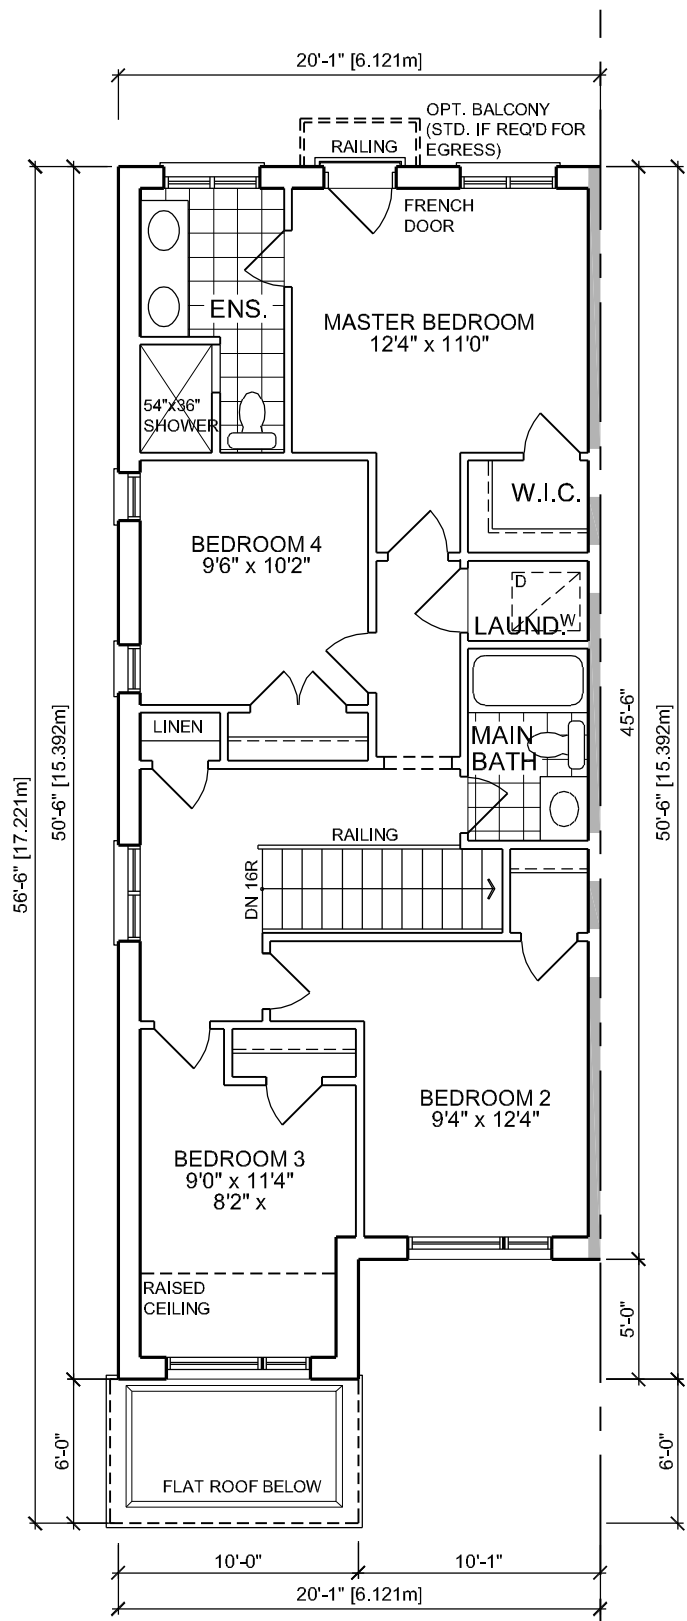 20'-1" [6.121m]
OPT. BALCONY
(STD. IF REQ'D FOR
EGRESS)
RAILING
FRENCH
DOOR
ENS.
MASTER BEDROOM
12'4" x 11'0"
54"x36"
SHOWER
W.I.C.
BEDROOM 4
9'6" x 10'2"
D
LAUND.
W
LINEN
MAIN
BATH
RAILING
DN 16R
45'-6"
50'-6" [15.392m]
50'-6" [15.392m]
56'-6" [17.221m]
BEDROOM 2
9'4" x 12'4"
BEDROOM 3
9'0" x 11'4"
8'2" x
RAISED
CEILING
5'-0"
6'-0"
6'-0"
FLAT ROOF BELOW
10'-0"
10'-1"
20'-1" [6.121m]